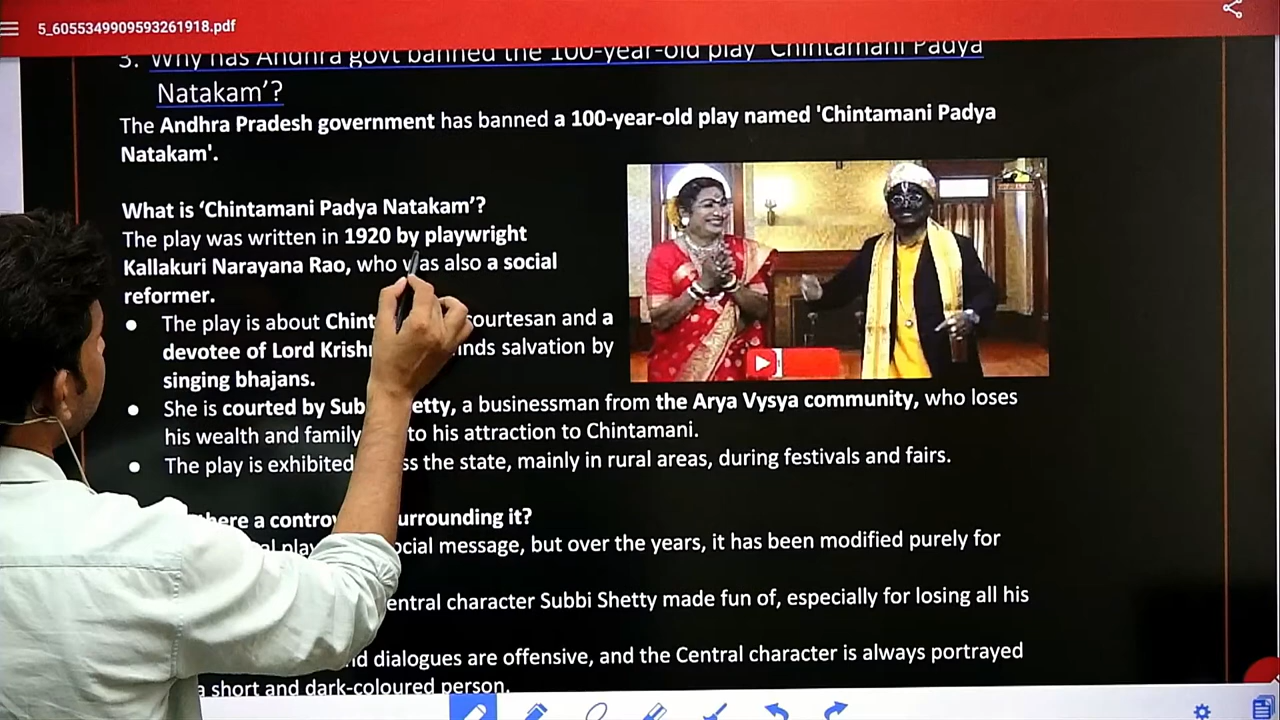 5_6055349909593261918.pdf
3. Why has Andhra govt banned the 100-year-old play 'Chintamani Padya
Natakam'?
The Andhra Pradesh government has banned a 100-year-old play named 'Chintamani Padya
Natakam'.
What is 'Chintamani Padya Natakam'?
The play was written in 1920 by playwright
Kallakuri Narayana Rao, who was also a social
reformer.
● The play is about Chint courtesan and a
devotee of Lord Krish nds salvation by
singing bhajans.
● She is courted by Sub etty, a businessman from the Arya Vysya community, who loses
his wealth and family to his attraction to Chintamani.
● The play is exhibited ss the state, mainly in rural areas, during festivals and fairs.
here a contro urrounding it?
al play ocial message, but over the years, it has been modified purely for
entral character Subbi Shetty made fun of, especially for losing all his
nd dialogues are offensive, and the Central character is always portrayed
a short and dark-coloured person.